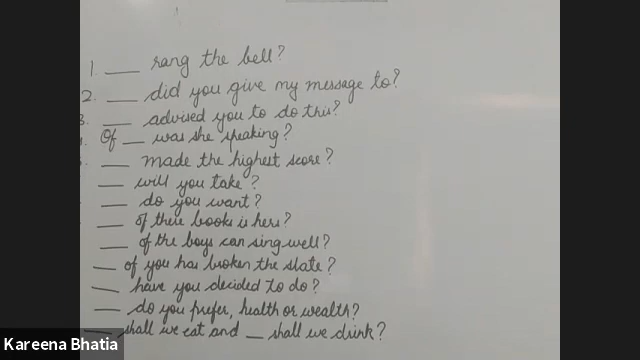 1. ___ rang the bell?
2. ___ did you give my message to?
3. ___ advised you to do this?
Of ___ was she speaking?
___ made the highest score?
___ will you take?
___ do you want?
___ of these books is hers?
___ of the boys can sing well?
___ of you has broken the slate?
___ have you decided to do?
___ do you prefer, health or wealth?
___ shall we eat and ___ shall we drink?
Kareena Bhatia